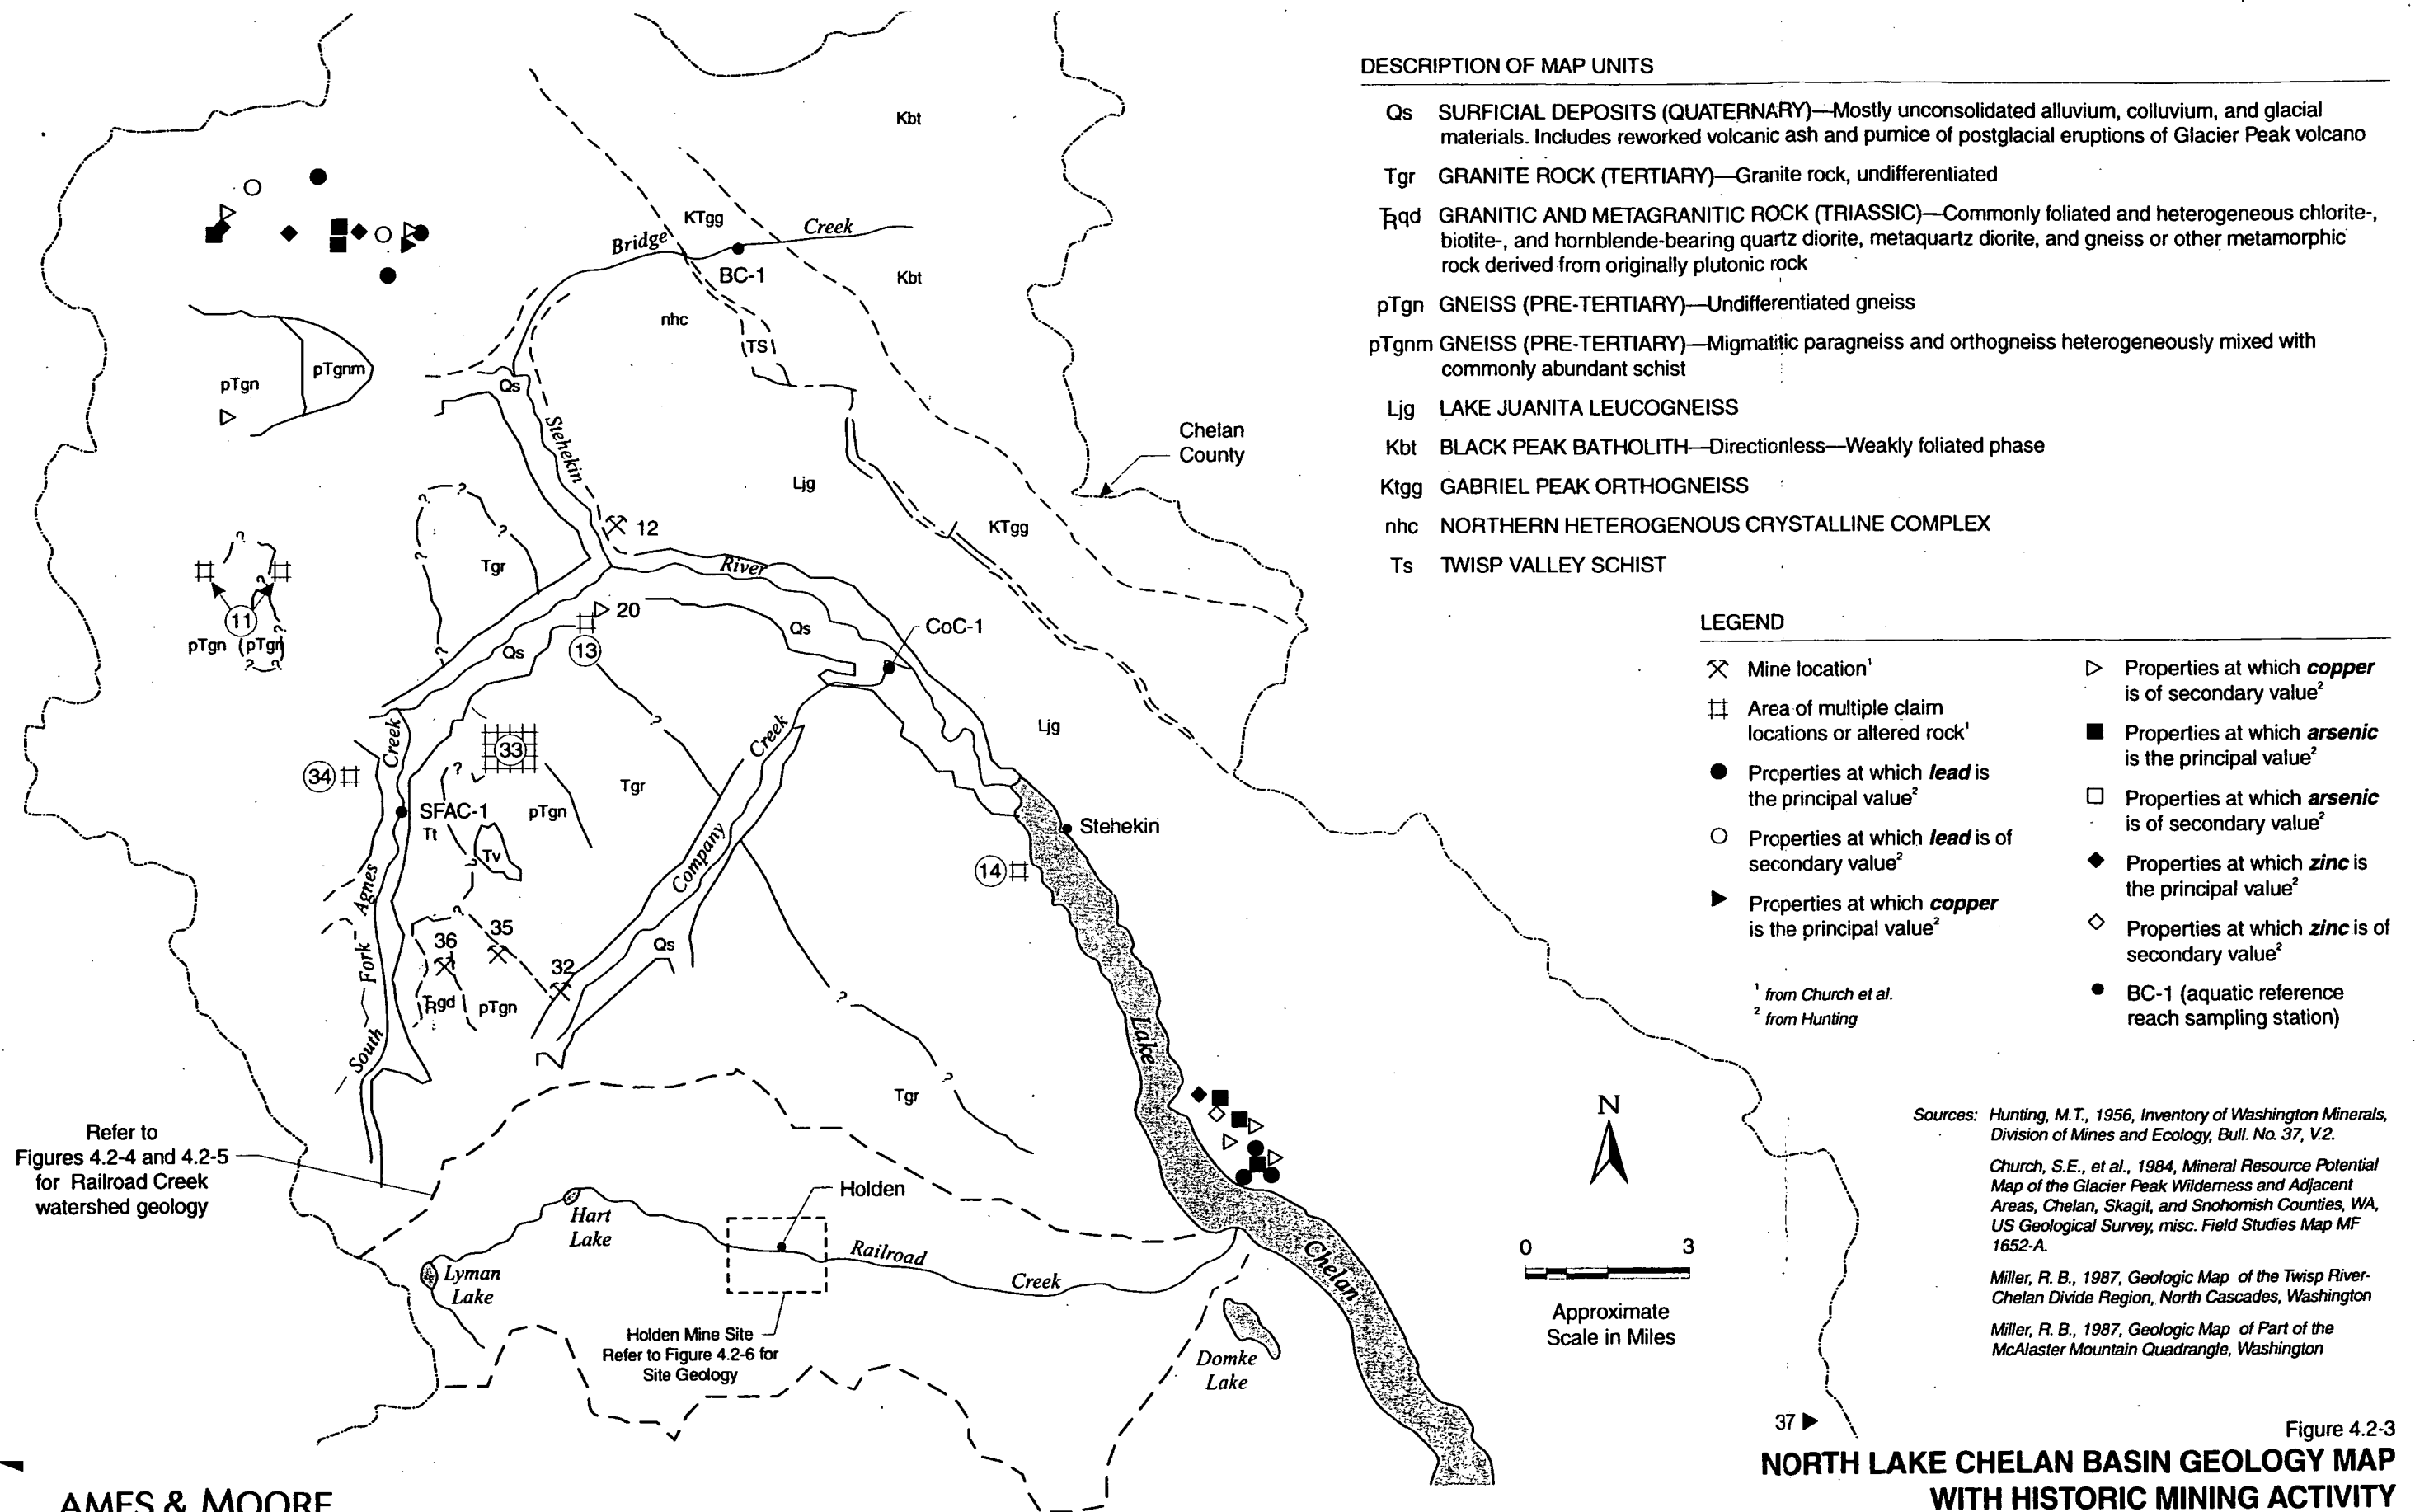 DESCRIPTION OF MAP UNITS
Qs SURFICIAL DEPOSITS (QUATERNARY)—Mostly unconsolidated alluvium, colluvium, and glacial
materials. Includes reworked volcanic ash and pumice of postglacial eruptions of Glacier Peak volcano
Tgr GRANITE ROCK (TERTIARY)—Granite rock, undifferentiated
TRqd GRANITIC AND METAGRANITIC ROCK (TRIASSIC)—Commonly foliated and heterogeneous chlorite-,
biotite-, and hornblende-bearing quartz diorite, metaquartz diorite, and gneiss or other metamorphic
rock derived from originally plutonic rock
pTgn GNEISS (PRE-TERTIARY)—Undifferentiated gneiss
pTgnm GNEISS (PRE-TERTIARY)—Migmatitic paragneiss and orthogneiss heterogeneously mixed with
commonly abundant schist
Ljg LAKE JUANITA LEUCOGNEISS
Kbt BLACK PEAK BATHOLITH—Directionless—Weakly foliated phase
Ktgg GABRIEL PEAK ORTHOGNEISS
nhc NORTHERN HETEROGENOUS CRYSTALLINE COMPLEX
Ts TWISP VALLEY SCHIST
LEGEND
Mine location¹
Area of multiple claim
locations or altered rock¹
Properties at which lead is
the principal value²
Properties at which lead is of
secondary value²
Properties at which copper
is the principal value²
¹ from Church et al.
² from Hunting
Properties at which copper
is of secondary value²
Properties at which arsenic
is the principal value²
Properties at which arsenic
is of secondary value²
Properties at which zinc is
the principal value²
Properties at which zinc is of
secondary value²
BC-1 (aquatic reference
reach sampling station)
Sources: Hunting, M.T., 1956, Inventory of Washington Minerals,
Division of Mines and Ecology, Bull. No. 37, V.2.
Church, S.E., et al., 1984, Mineral Resource Potential
Map of the Glacier Peak Wilderness and Adjacent
Areas, Chelan, Skagit, and Snohomish Counties, WA,
US Geological Survey, misc. Field Studies Map MF
1652-A.
Miller, R. B., 1987, Geologic Map of the Twisp River-
Chelan Divide Region, North Cascades, Washington
Miller, R. B., 1987, Geologic Map of Part of the
McAlaster Mountain Quadrangle, Washington
N
0 3
Approximate
Scale in Miles
37
Figure 4.2-3
NORTH LAKE CHELAN BASIN GEOLOGY MAP
WITH HISTORIC MINING ACTIVITY
Kbt
KTgg
Bridge Creek
BC-1
Kbt
nhc
TS
pTgn
pTgnm
Qs
Stehekin
Chelan
County
Ljg
KTgg
12
?
?
?
?
Tgr
River
?
?
?
11
pTgn
pTgn
? ?
20
13
Qs
Qs
CoC-1
?
?
Creek
33
?
34
Creek
Ljg
Tgr
SFAC-1
Tt
pTgn
Tv
?
Stehekin
14
Company
Agnes
?
35
36
Qs
32
Fork
TRgd
pTgn
?
South
Lake
?
Tgr
Refer to
Figures 4.2-4 and 4.2-5
for Railroad Creek
watershed geology
Holden
Hart
Lake
Railroad
Creek
Chelan
Lyman
Lake
Holden Mine Site
Refer to Figure 4.2-6 for
Site Geology
Domke
Lake
AMES & MOORE